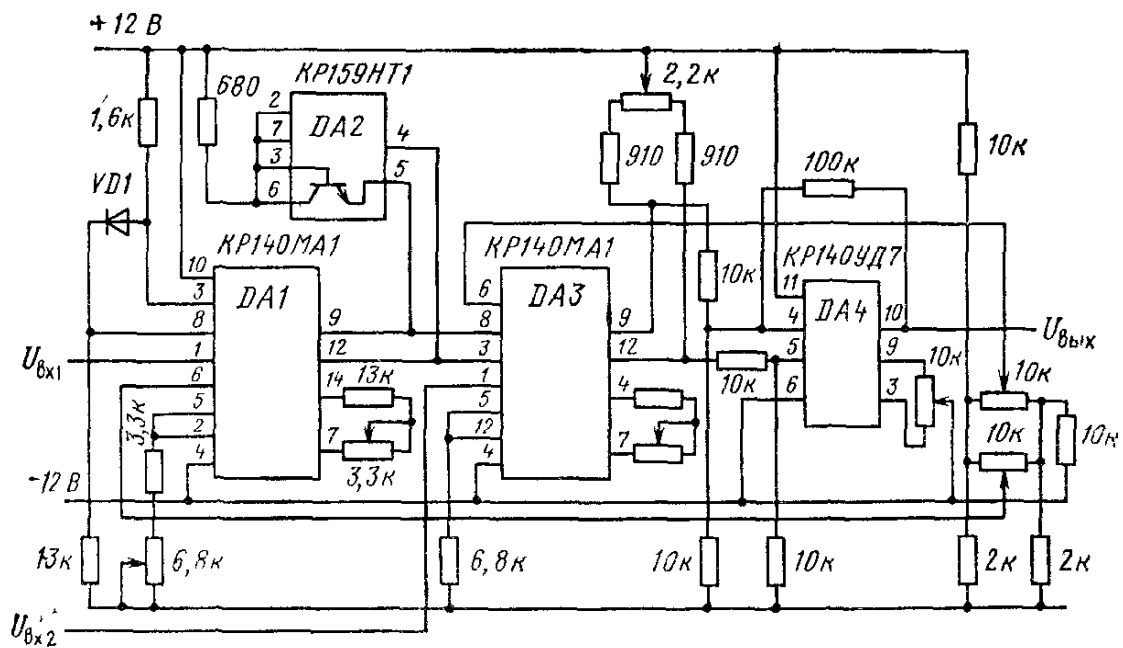 + 12 В
1,6к
680
КР159НТ1
2
7
3
6
DA2
4
5
2,2к
910
910
10к
100к
VD1
КР140МА1
10
3
8
1
6
5
2
4
DA1
9
12
14
7
13к
3,3к
3,3к
КР140МА1
6
8
3
1
5
12
4
DA3
9
12
4
7
10к
10к
КР140УД7
11
4
5
6
DA4
10
9
3
10к
Uвых
10к
10к
10к
Uвх1
-12 В
13к
6,8к
6,8к
10к
10к
2к
2к
Uвх2